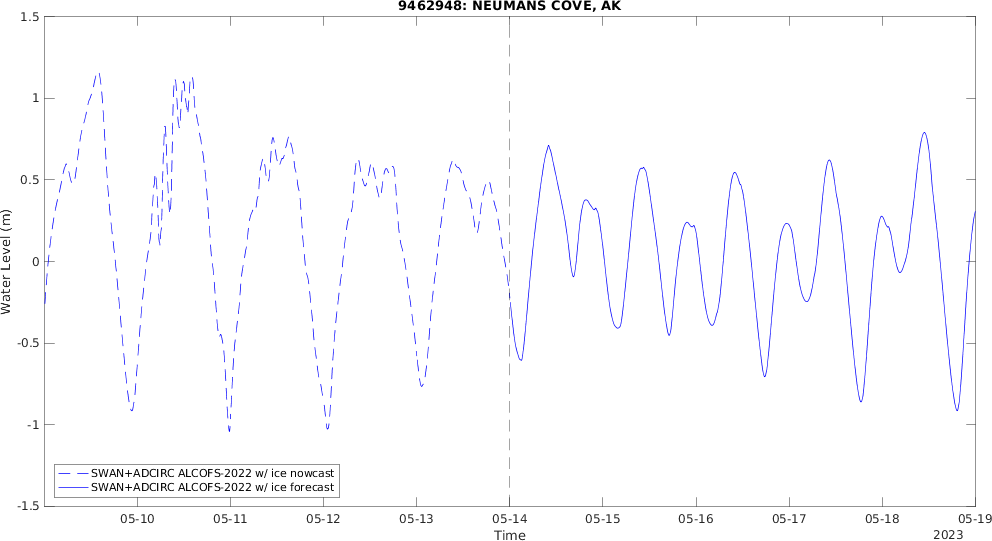 9462948: NEUMANS COVE, AK
1.5
1
0.5
0
-0.5
-1
-1.5
Water Level (m)
SWAN+ADCIRC ALCOFS-2022 w/ ice nowcast
SWAN+ADCIRC ALCOFS-2022 w/ ice forecast
05-10 05-11 05-12 05-13 05-14 05-15 05-16 05-17 05-18 05-19
Time
2023